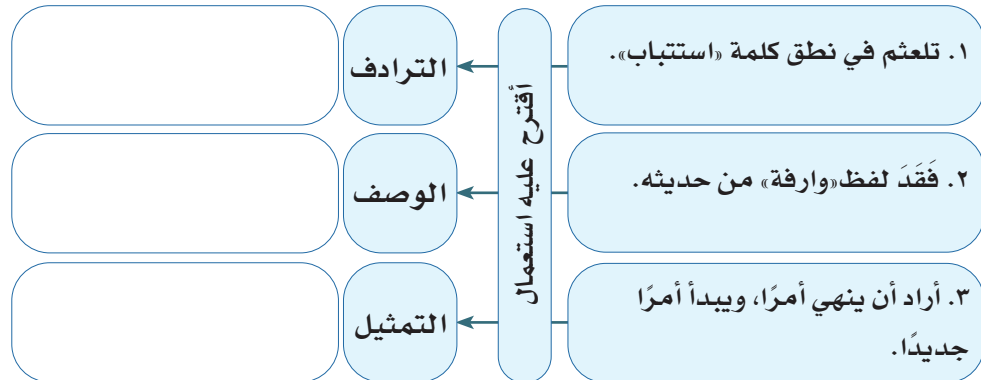 ١. تلعثم في نطق كلمة «استتباب».
أقترح عليه استعمال
الترادف
٢. فَقَدَ لفظ«وارفة» من حديثه.
الوصف
٣. أراد أن ينهي أمرًا، ويبدأ أمرًا
جديدًا.
التمثيل